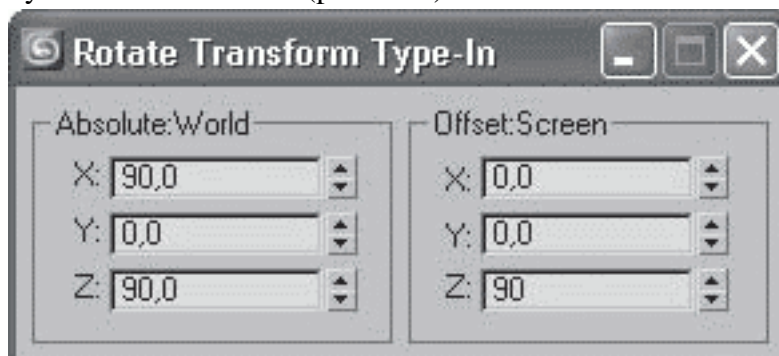 Rotate Transform Type-In
Absolute:World
X: 90,0
Y: 0,0
Z: 90,0
Offset:Screen
X: 0,0
Y: 0,0
Z: 90